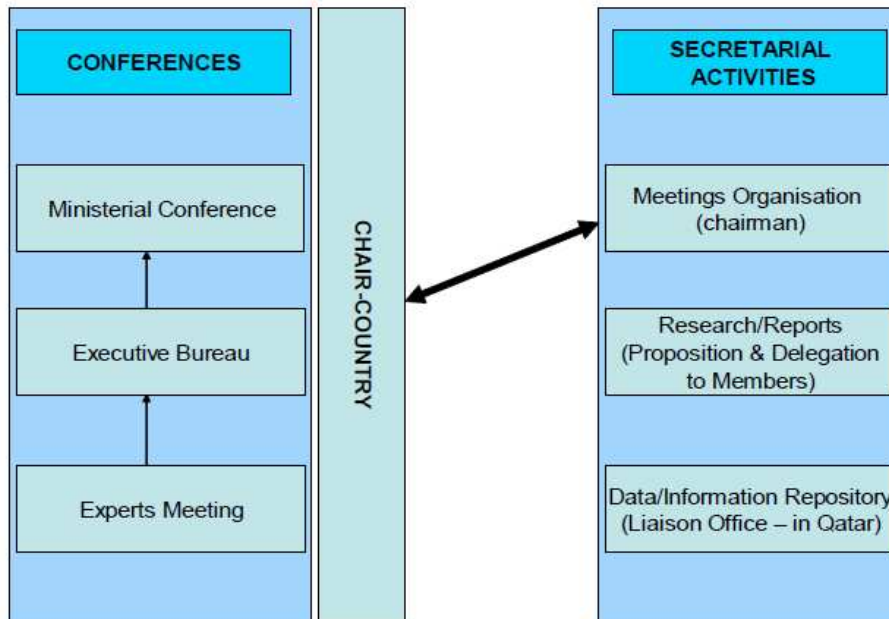 CONFERENCES
Ministerial Conference
Executive Bureau
Experts Meeting
CHAIR-COUNTRY
SECRETARIAL
ACTIVITIES
Meetings Organisation
(chairman)
Research/Reports
(Proposition & Delegation
to Members)
Data/Information Repository
(Liaison Office – in Qatar)